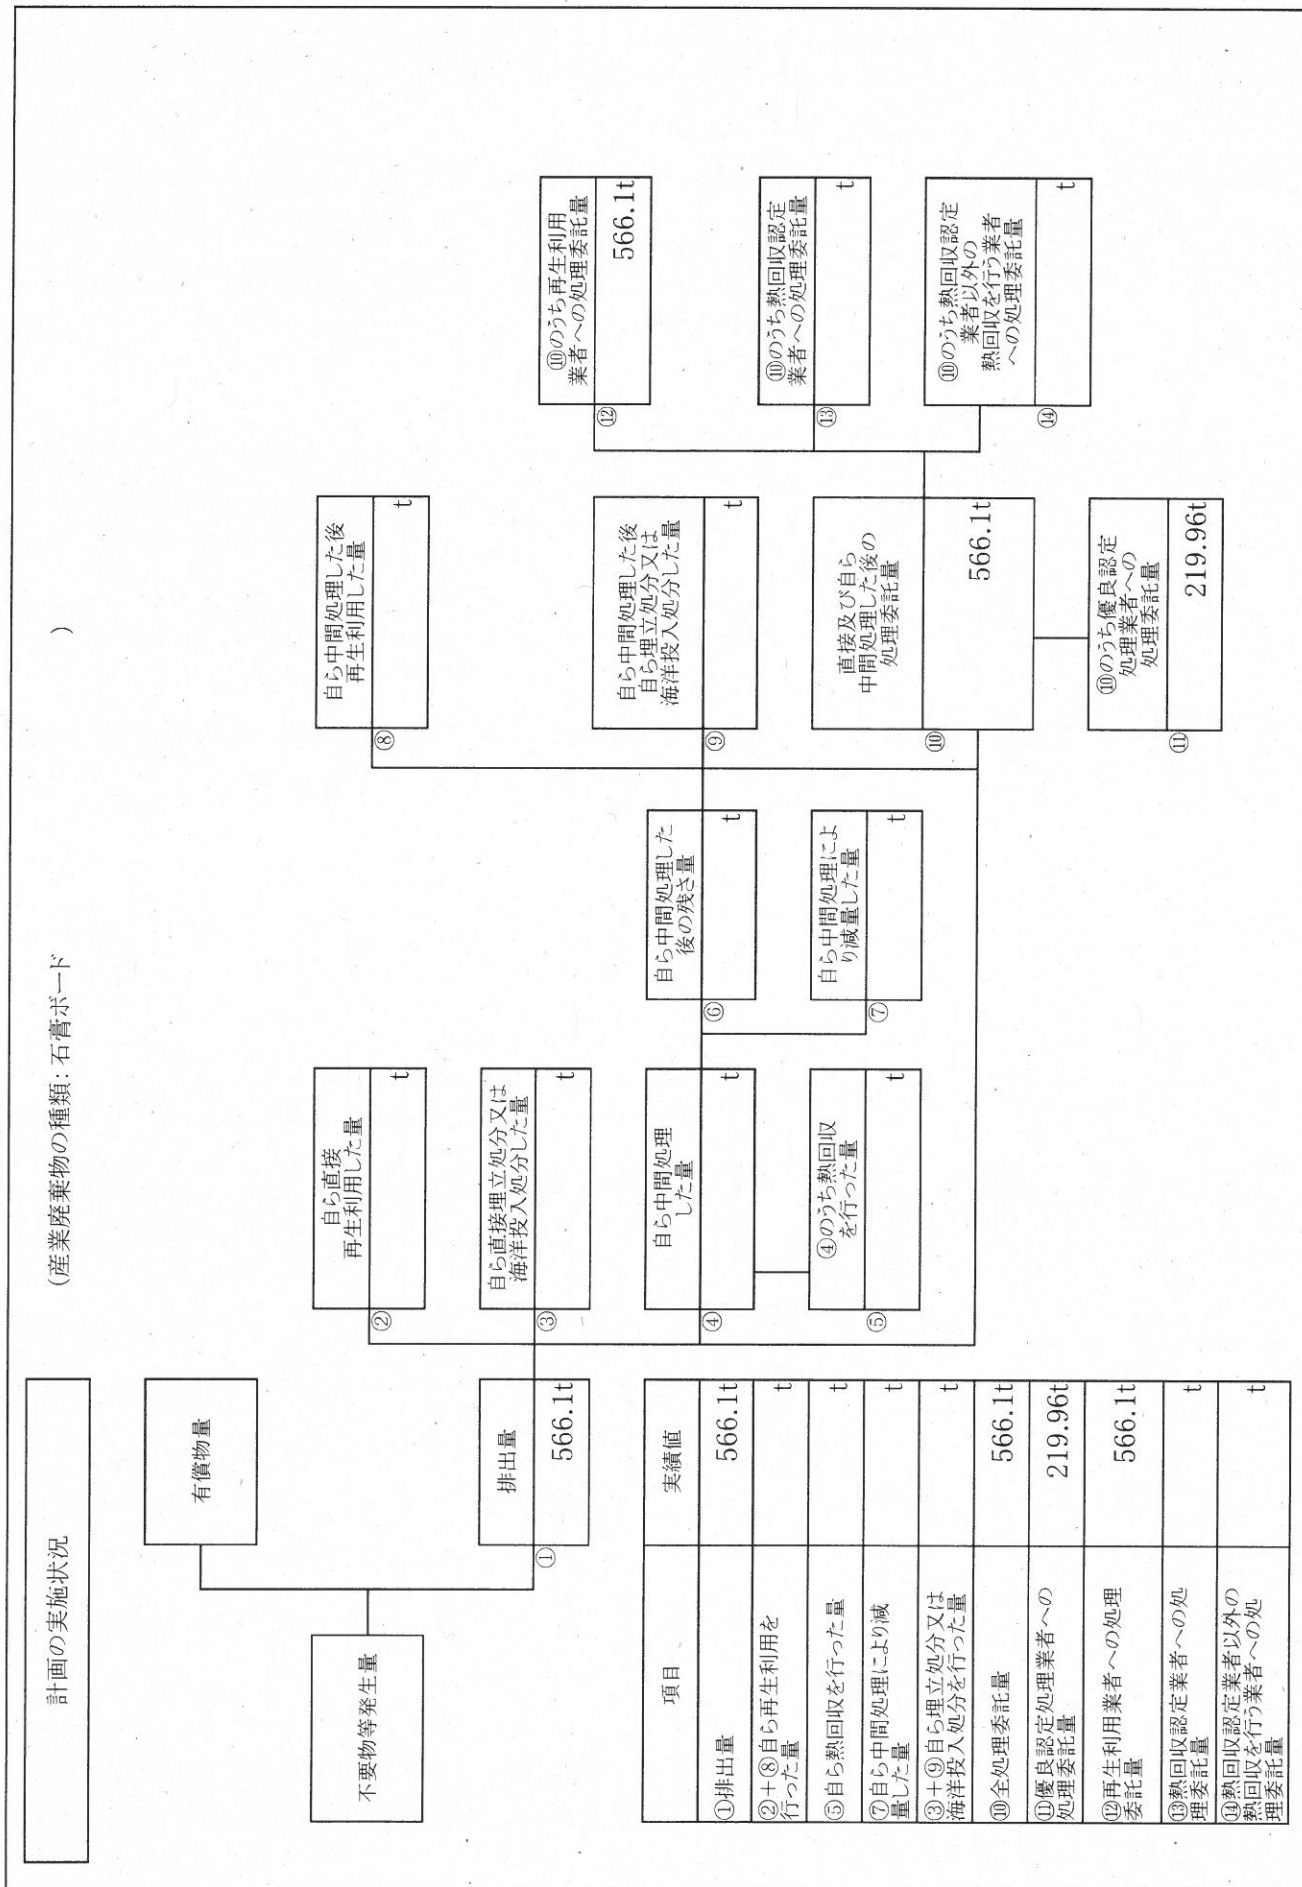 計画の実施状況
(産業廃棄物の種類:石膏ボード
)
不要物等発生量
有償物量
排出量
①
566.1t
自ら直接
再生利用した量
②
t
自ら直接埋立処分又は
海洋投入処分した量
③
t
自ら中間処理
した量
④
t
④のうち熱回収
を行った量
⑤
t
自ら中間処理した
後の残さ量
⑥
t
自ら中間処理によ
り減量した量
⑦
t
自ら中間処理した後
再生利用した量
⑧
t
自ら中間処理した後
自ら埋立処分又は
海洋投入処分した量
⑨
t
直接及び自ら
中間処理した後の
処理委託量
⑩
566.1t
⑩のうち優良認定
処理業者への
処理委託量
⑪
219.96t
⑩のうち再生利用
業者への処理委託量
⑫
566.1t
⑩のうち熱回収認定
業者への処理委託量
⑬
t
⑩のうち熱回収認定
業者以外の
熱回収を行う業者
への処理委託量
⑭
t
項目
実績値
①排出量
566.1t
②+⑧自ら再生利用を
行った量
t
⑤自ら熱回収を行った量
t
⑦自ら中間処理により減
量した量
t
③+⑨自ら埋立処分又は
海洋投入処分を行った量
t
⑩全処理委託量
566.1t
⑪優良認定処理業者への
処理委託量
219.96t
⑫再生利用業者への処理
委託量
566.1t
⑬熱回収認定業者への処
理委託量
t
⑭熱回収認定業者以外の
熱回収を行う業者への処
理委託量
t